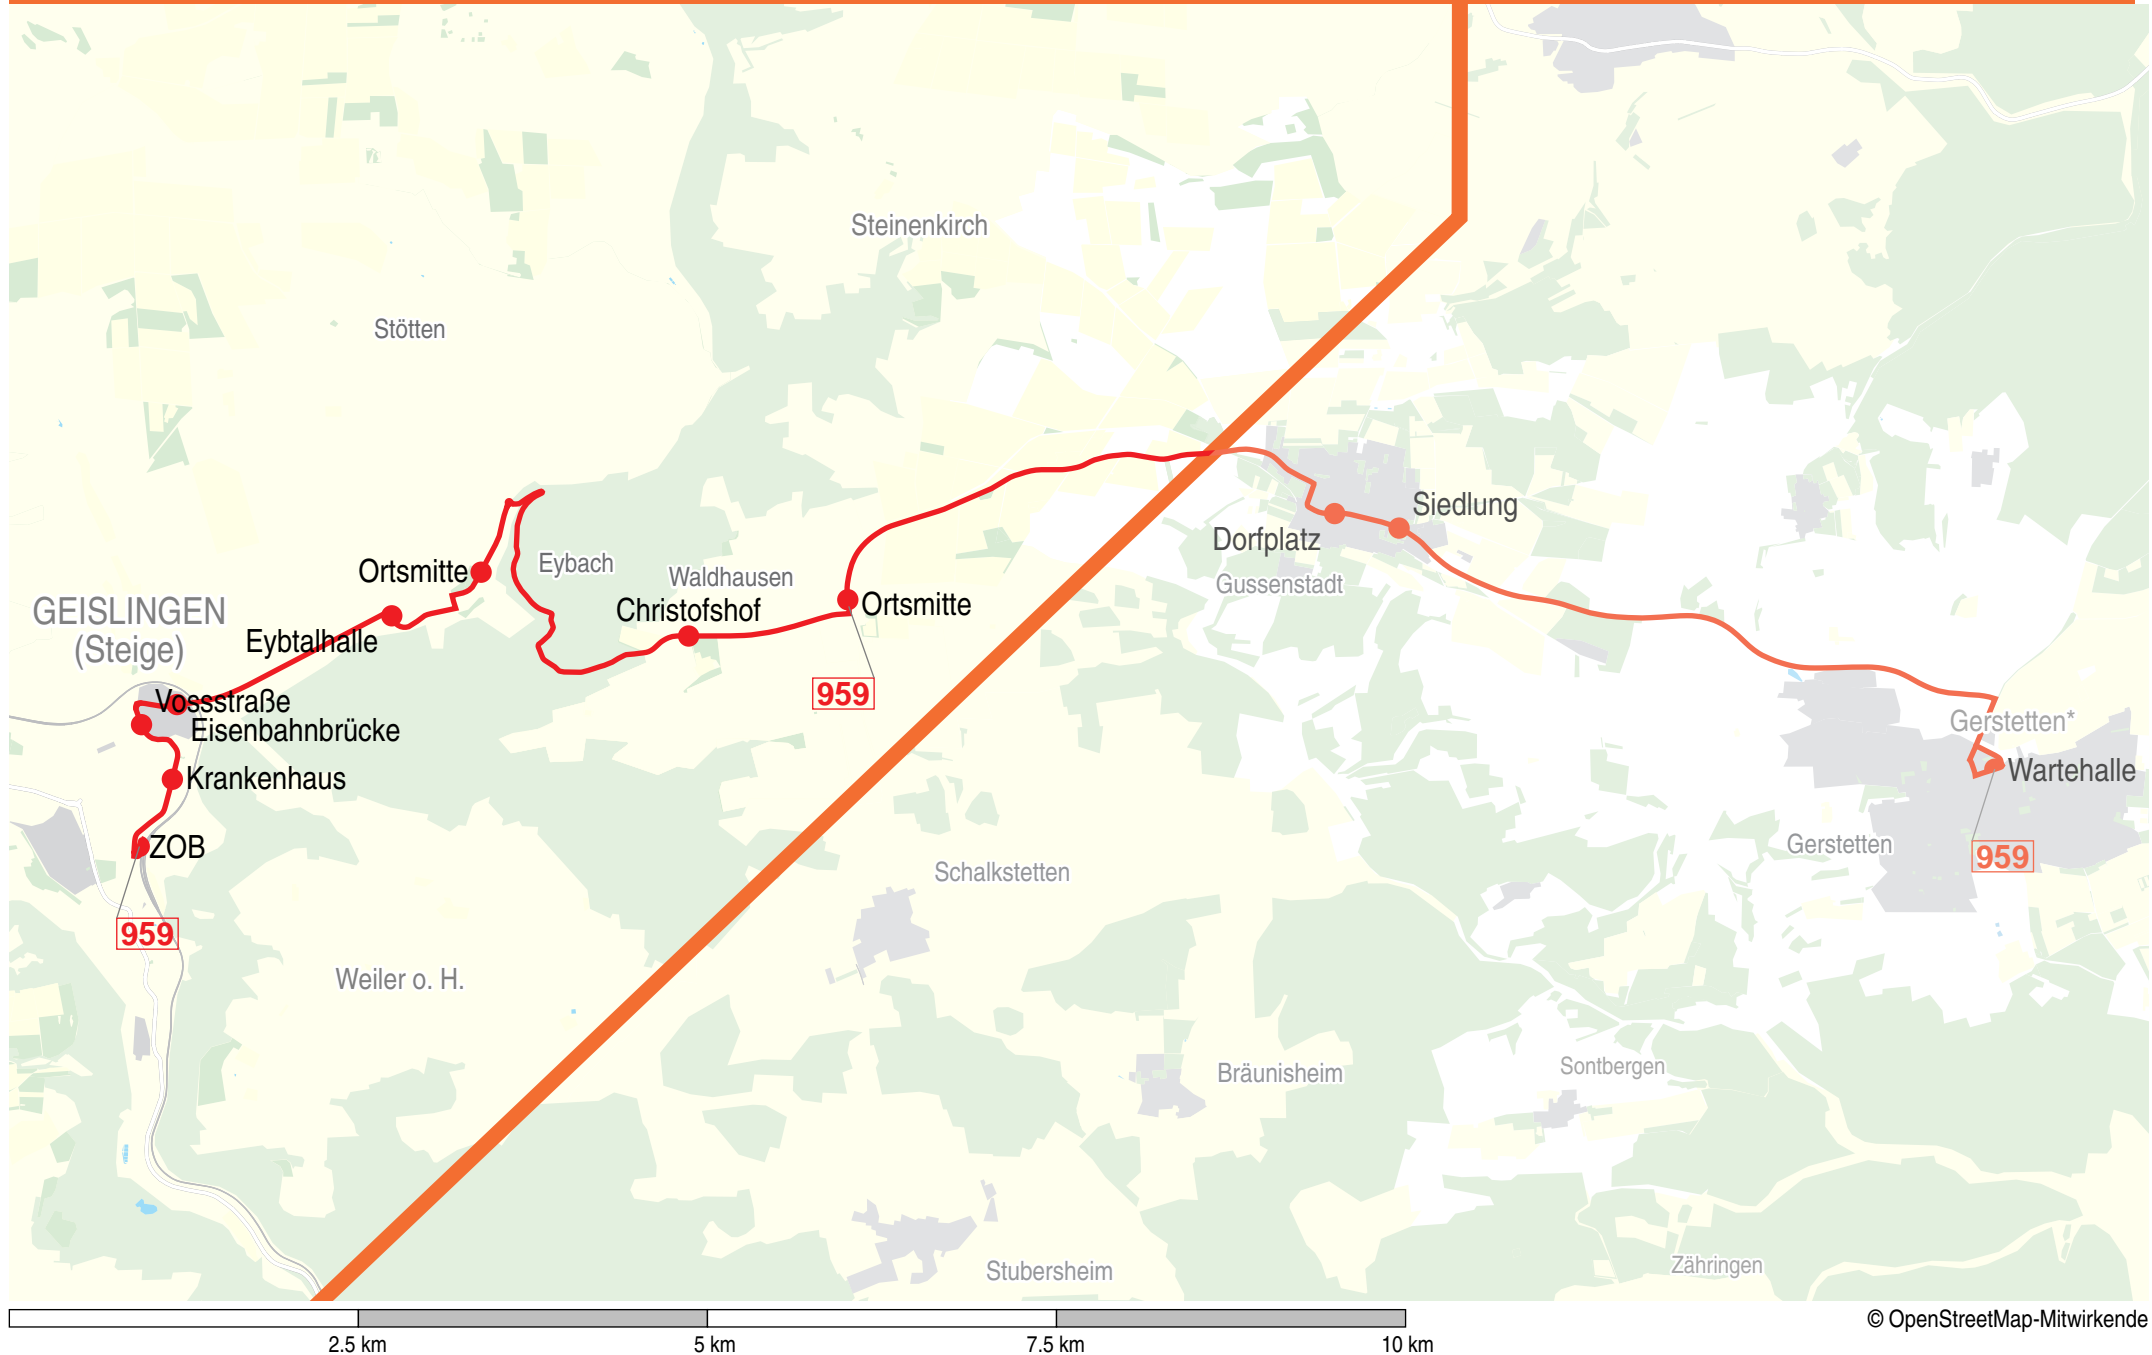 Steinenkirch
Stötten
Siedlung
Dorfplatz
Ortsmitte
Eybach
Waldhausen
Gussenstadt
GEISLINGEN
(Steige)
Christofshof
Ortsmitte
Eybtalhalle
959
Vossstraße
Eisenbahnbrücke
Gerstetten*
Krankenhaus
Wartehalle
ZOB
Gerstetten
959
Schalkstetten
959
Weiler o. H.
Bräunisheim
Sontbergen
Stubersheim
Zähringen
© OpenStreetMap-Mitwirkende
2.5 km
5 km
7.5 km
10 km